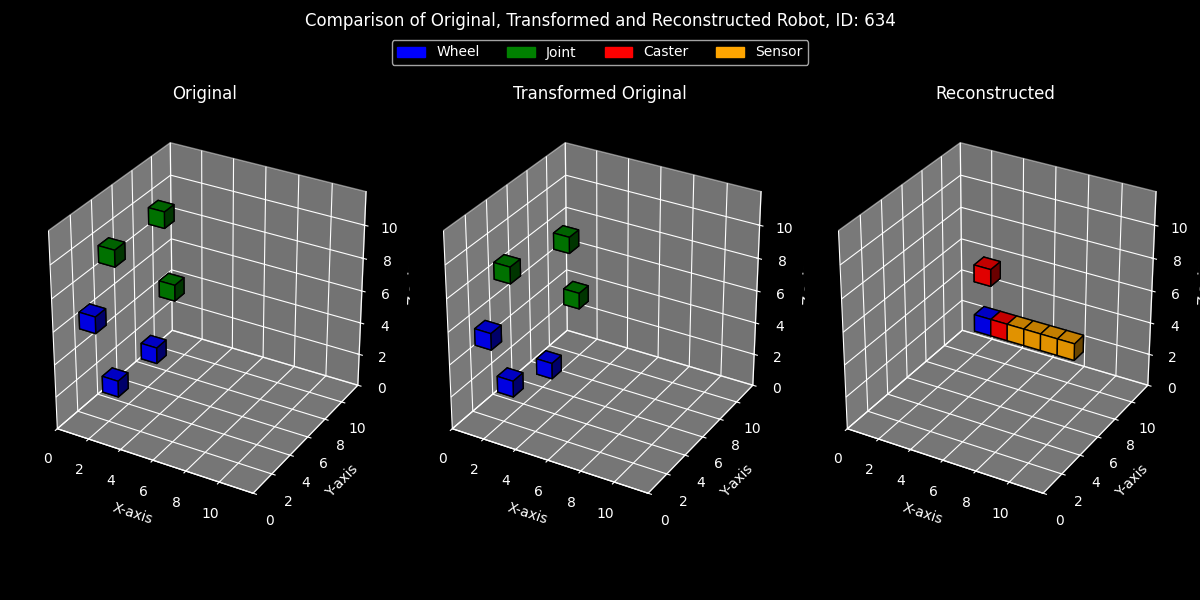 Comparison of Original, Transformed and Reconstructed Robot, ID: 634
Wheel Joint Caster Sensor
Original Transformed Original Reconstructed
0 2 4 6 8 10
X-axis
0 2 4 6 8 10
Y-axis
0 2 4 6 8 10
0 2 4 6 8 10
X-axis
0 2 4 6 8 10
Y-axis
0 2 4 6 8 10
0 2 4 6 8 10
X-axis
0 2 4 6 8 10
Y-axis
0 2 4 6 8 10